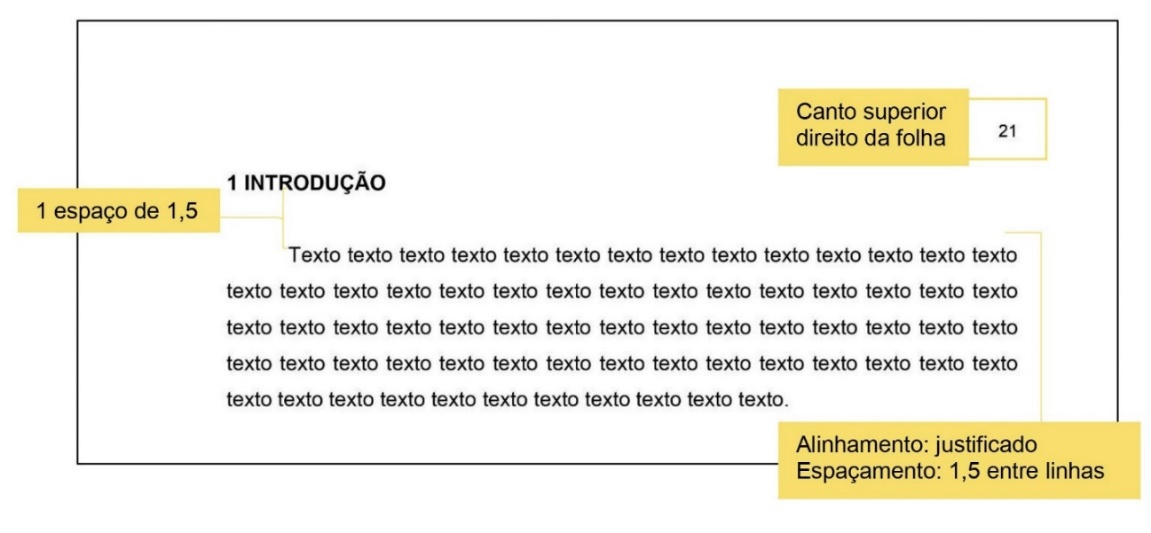 Canto superior
direito da folha
21
1 INTRODUÇÃO
1 espaço de 1,5
Texto texto texto texto texto texto texto texto texto texto texto texto texto texto
texto texto texto texto texto texto texto texto texto texto texto texto texto texto texto
texto texto texto texto texto texto texto texto texto texto texto texto texto texto texto
texto texto texto texto texto texto texto texto texto texto texto texto texto texto texto
texto texto texto texto texto texto texto texto texto texto texto.
Alinhamento: justificado
Espaçamento: 1,5 entre linhas